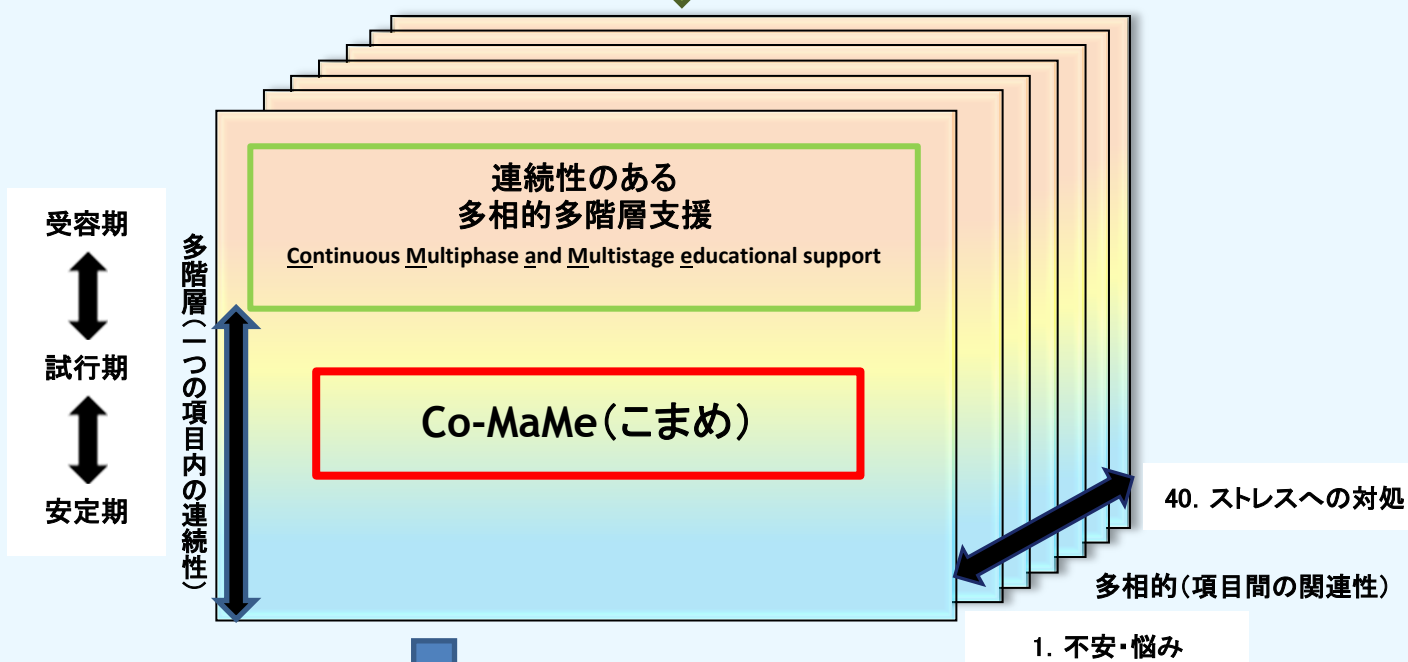 連続性のある
多相的多階層支援
Continuous Multiphase and Multistage educational support
Co-MaMe(こまめ)
受容期
試行期
安定期
多階層(一つの項目内の連続性)
40. ストレスへの対処
多相的(項目間の関連性)
1. 不安・悩み